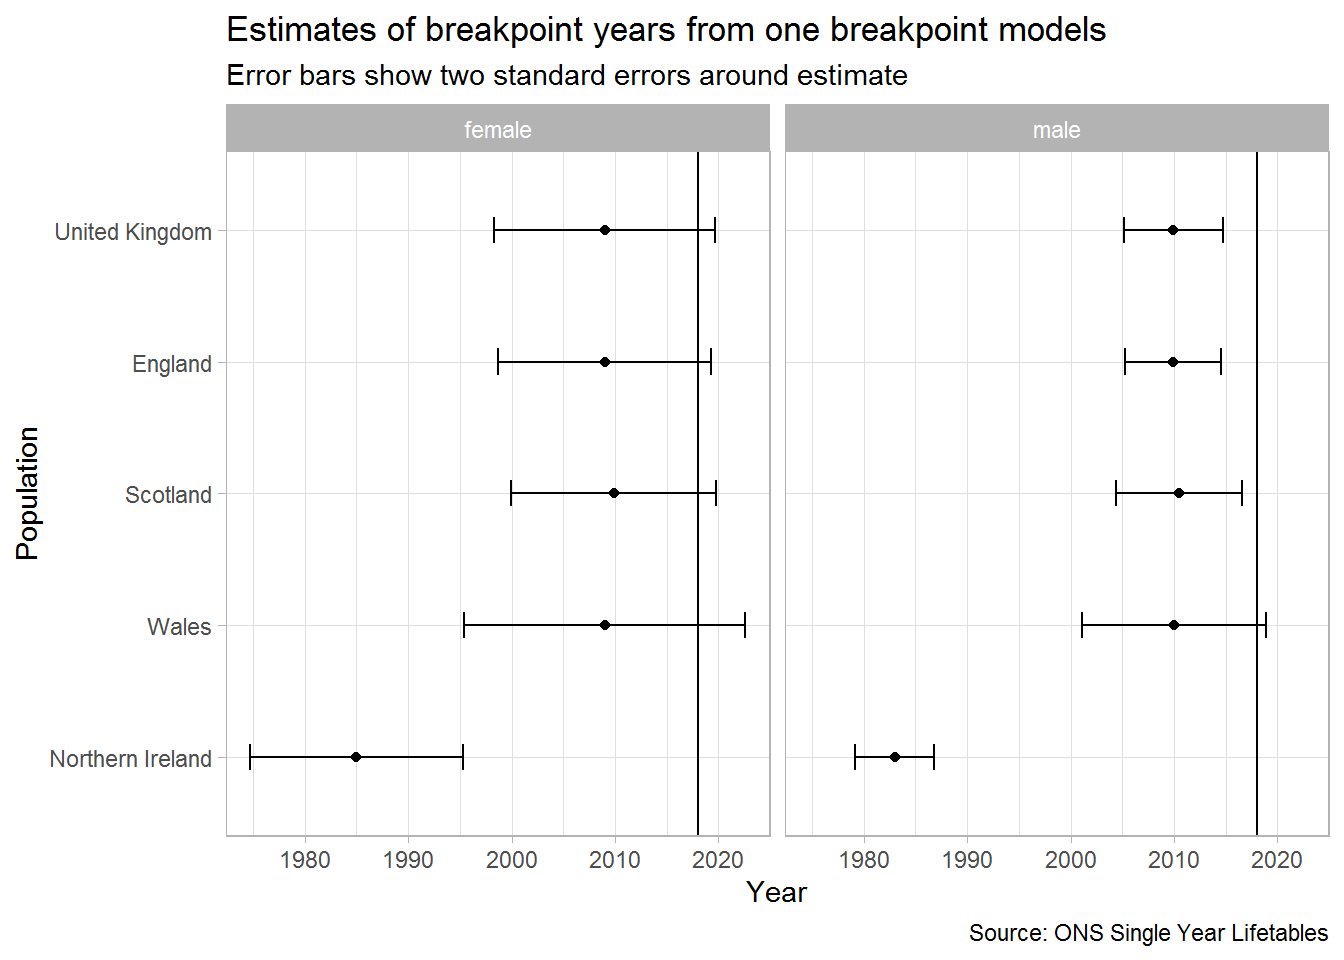 Estimates of breakpoint years from one breakpoint models
Error bars show two standard errors around estimate
female
male
United Kingdom
England
Scotland
Wales
Northern Ireland
Population
1980 1990 2000 2010 2020
1980 1990 2000 2010 2020
Year
Source: ONS Single Year Lifetables